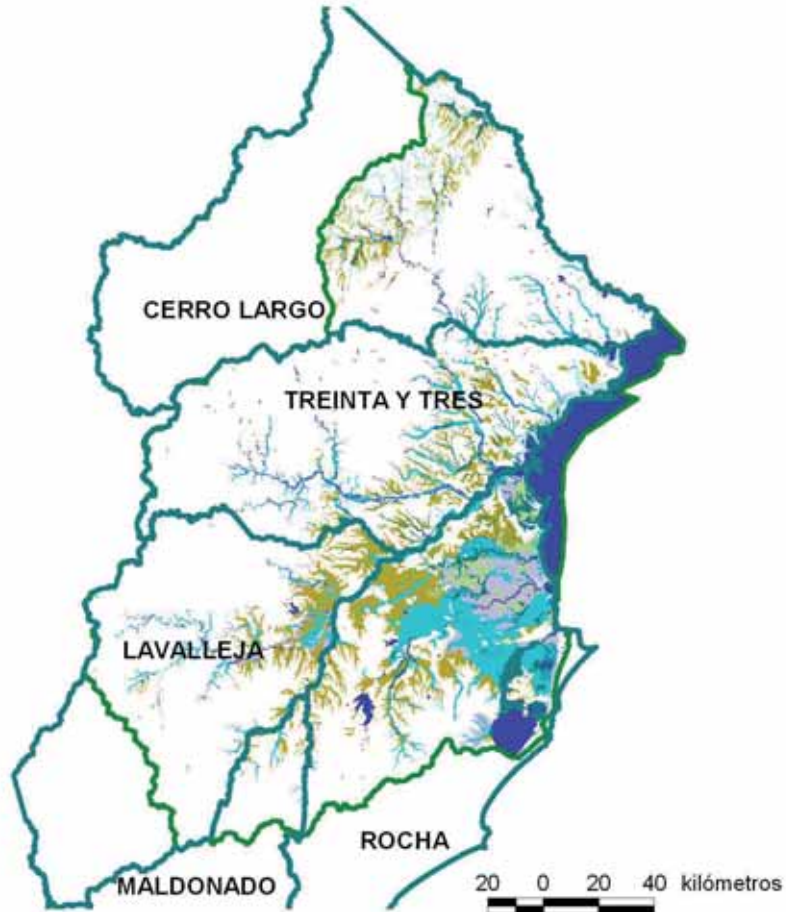 CERRO LARGO
TREINTA Y TRES
LAVALLEJA
ROCHA
MALDONADO
20 0 20 40 kilómetros